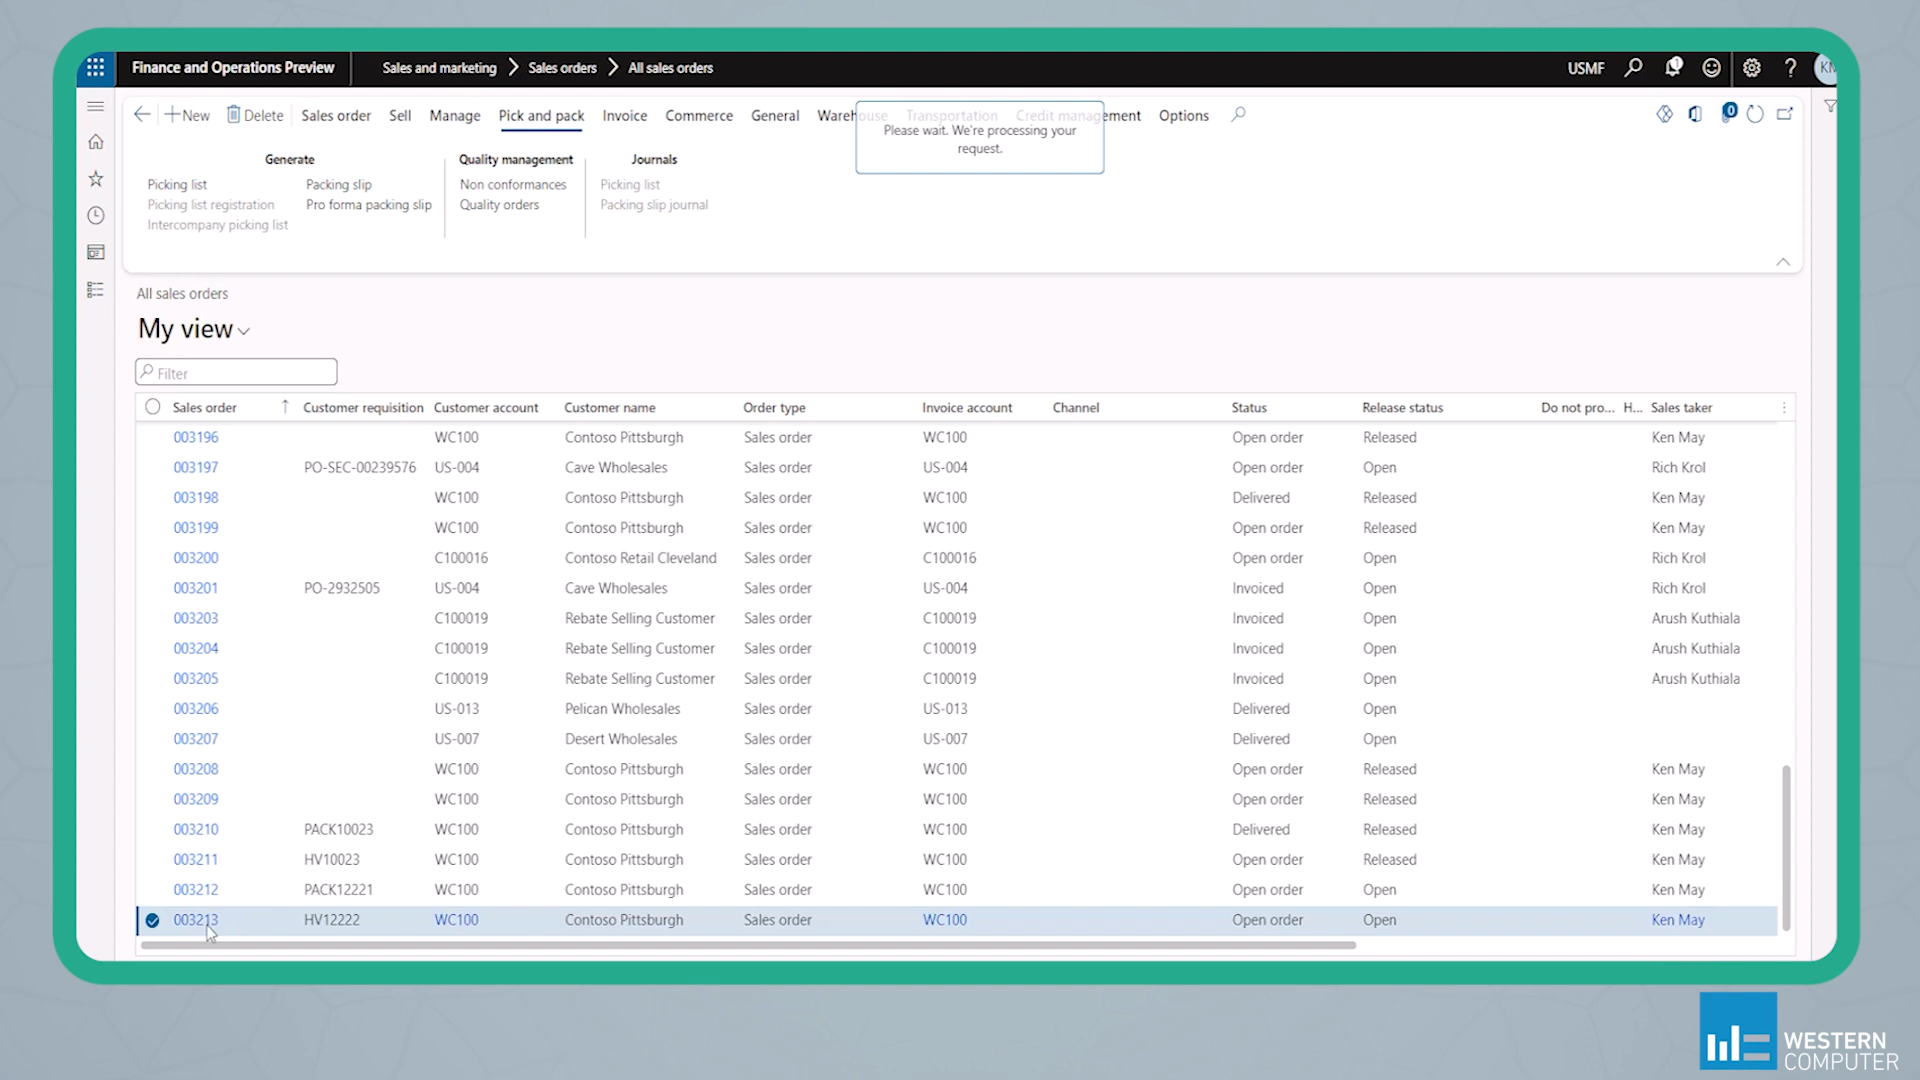 Finance and Operations Preview Sales and marketing Sales orders All sales orders USMF 1 ? KM
New Delete Sales order Sell Manage Pick and pack Invoice Commerce General Warehouse Transportation Credit management Options 0
Please wait. We're processing your request.
Generate Quality management Journals
Picking list Packing slip Non conformances Picking list
Picking list registration Pro forma packing slip Quality orders Packing slip journal
Intercompany picking list
All sales orders
My view
Filter
Sales order Customer requisition Customer account Customer name Order type Invoice account Channel Status Release status Do not pro... H... Sales taker
003196 WC100 Contoso Pittsburgh Sales order WC100 Open order Released Ken May
003197 PO-SEC-00239576 US-004 Cave Wholesales Sales order US-004 Open order Open Rich Krol
003198 WC100 Contoso Pittsburgh Sales order WC100 Delivered Released Ken May
003199 WC100 Contoso Pittsburgh Sales order WC100 Open order Released Ken May
003200 C100016 Contoso Retail Cleveland Sales order C100016 Open order Open Rich Krol
003201 PO-2932505 US-004 Cave Wholesales Sales order US-004 Invoiced Open Rich Krol
003203 C100019 Rebate Selling Customer Sales order C100019 Invoiced Open Arush Kuthiala
003204 C100019 Rebate Selling Customer Sales order C100019 Invoiced Open Arush Kuthiala
003205 C100019 Rebate Selling Customer Sales order C100019 Invoiced Open Arush Kuthiala
003206 US-013 Pelican Wholesales Sales order US-013 Delivered Open
003207 US-007 Desert Wholesales Sales order US-007 Delivered Open
003208 WC100 Contoso Pittsburgh Sales order WC100 Open order Released Ken May
003209 WC100 Contoso Pittsburgh Sales order WC100 Open order Released Ken May
003210 PACK10023 WC100 Contoso Pittsburgh Sales order WC100 Delivered Released Ken May
003211 HV10023 WC100 Contoso Pittsburgh Sales order WC100 Open order Released Ken May
003212 PACK12221 WC100 Contoso Pittsburgh Sales order WC100 Open order Open Ken May
003213 HV12222 WC100 Contoso Pittsburgh Sales order WC100 Open order Open Ken May
WESTERN
COMPUTER